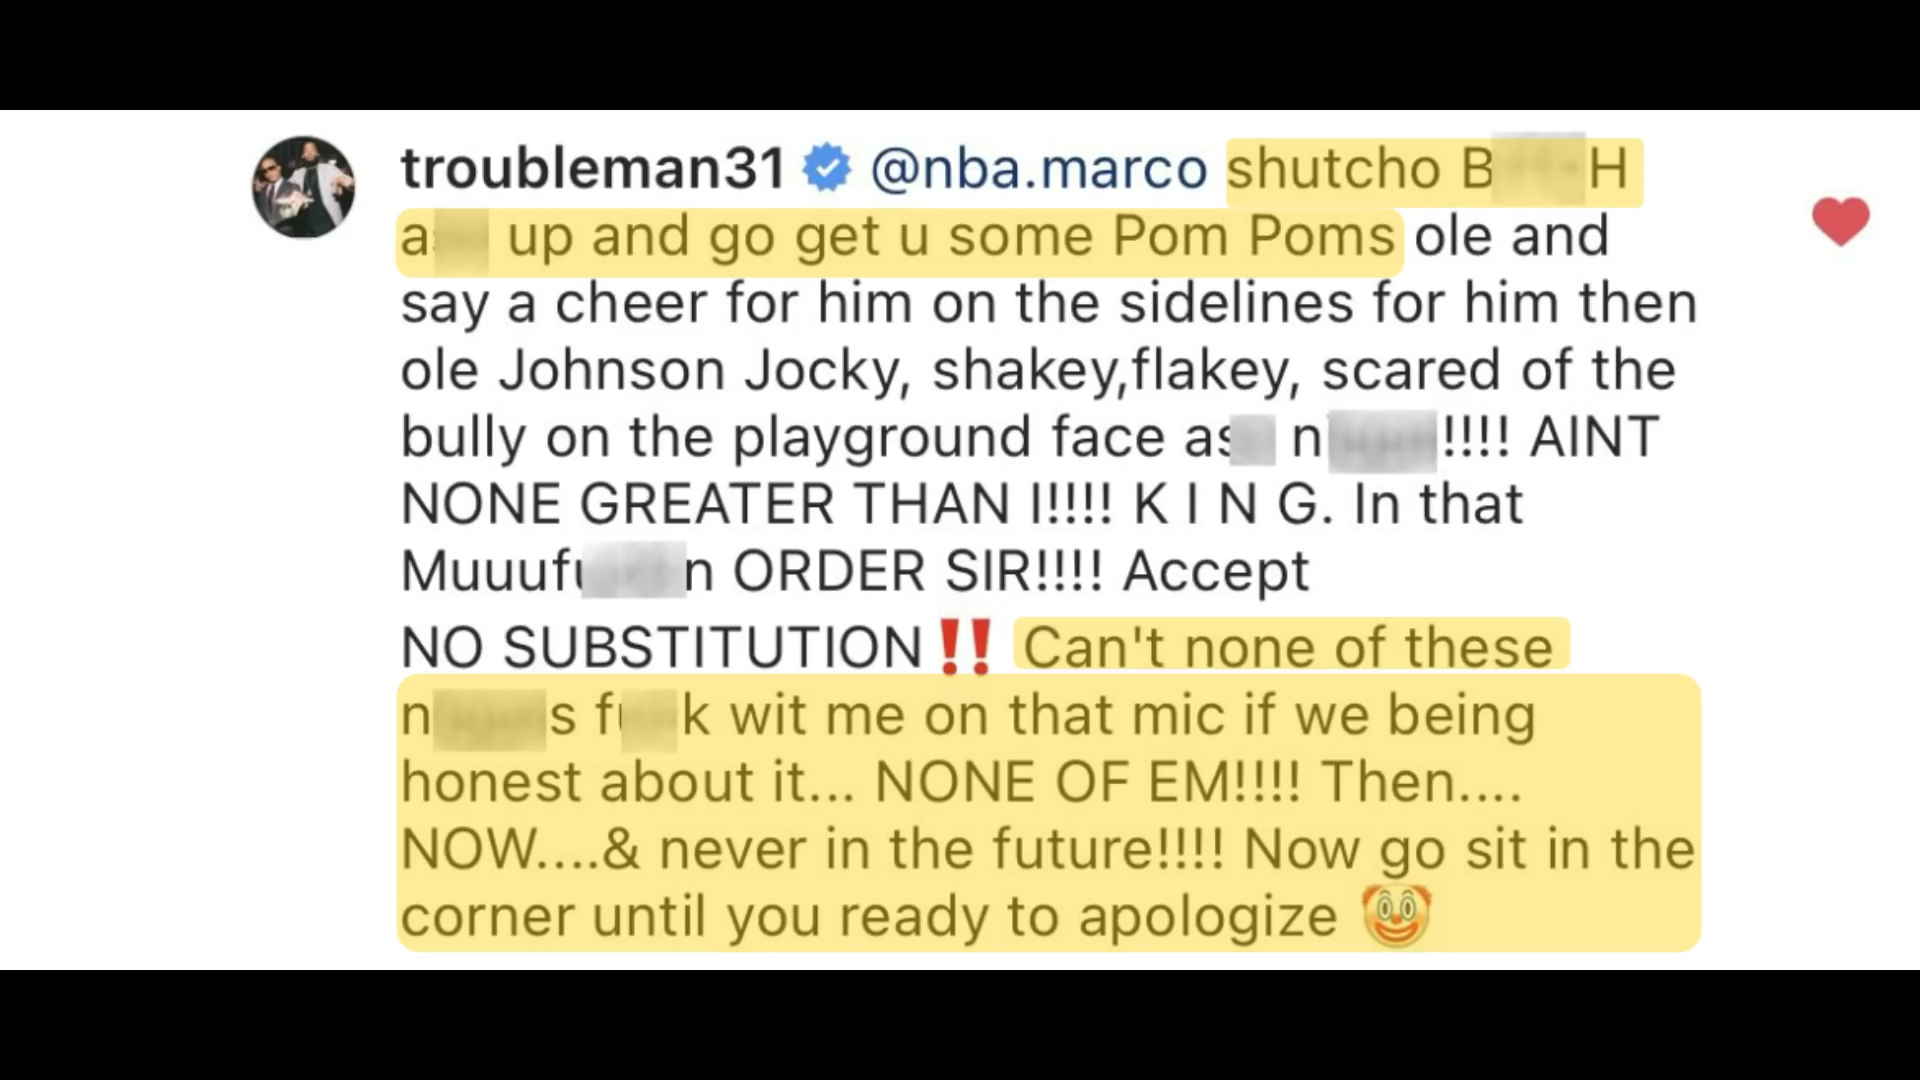 troubleman31 @nba.marco shutcho B H
a up and go get u some Pom Poms ole and
say a cheer for him on the sidelines for him then
ole Johnson Jocky, shakey,flakey, scared of the
bully on the playground face as n !!!! AINT
NONE GREATER THAN I!!!! K I N G. In that
Muuufu n ORDER SIR!!!! Accept
NO SUBSTITUTION‼️ Can't none of these
n s f k wit me on that mic if we being
honest about it... NONE OF EM!!!! Then....
NOW....& never in the future!!!! Now go sit in the
corner until you ready to apologize 🤡